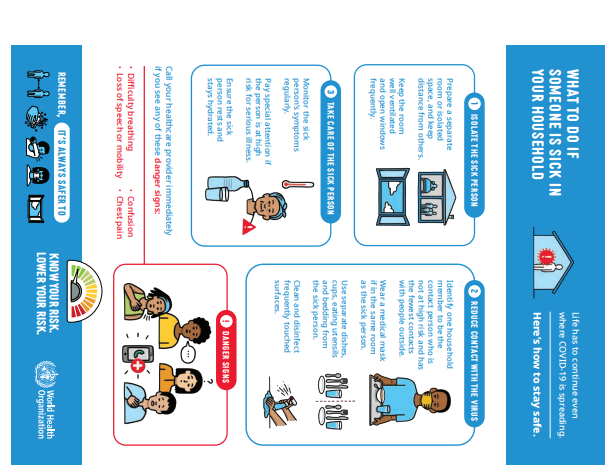 WHAT TO DO IF
SOMEONE IS SICK IN
YOUR HOUSEHOLD
Life has to continue even
where COVID-19 is spreading.
Here's how to stay safe.
1 ISOLATE THE SICK PERSON
Prepare a separate
room or isolated
space, and keep
distance from others.
Keep the room
well ventilated
and open windows
frequently.
2 REDUCE CONTACT WITH THE VIRUS
Identify one household
member to be the
contact person who is
not at high risk and has
the fewest contacts
with people outside.
Wear a medical mask
if in the same room
as the sick person.
Use separate dishes,
cups, eating utensils
and bedding from
the sick person.
Clean and disinfect
frequently touched
surfaces.
3 TAKE CARE OF THE SICK PERSON
Monitor the sick
person's symptoms
regularly.
Pay special attention if
the person is at high
risk for serious illness.
Ensure the sick
person rests and
stays hydrated.
! DANGER SIGNS
Call your healthcare provider immediately
if you see any of these danger signs:
• Difficulty breathing
• Loss of speech or mobility
• Confusion
• Chest pain
REMEMBER, IT'S ALWAYS SAFER TO
KNOW YOUR RISK.
LOWER YOUR RISK.
World Health
Organization